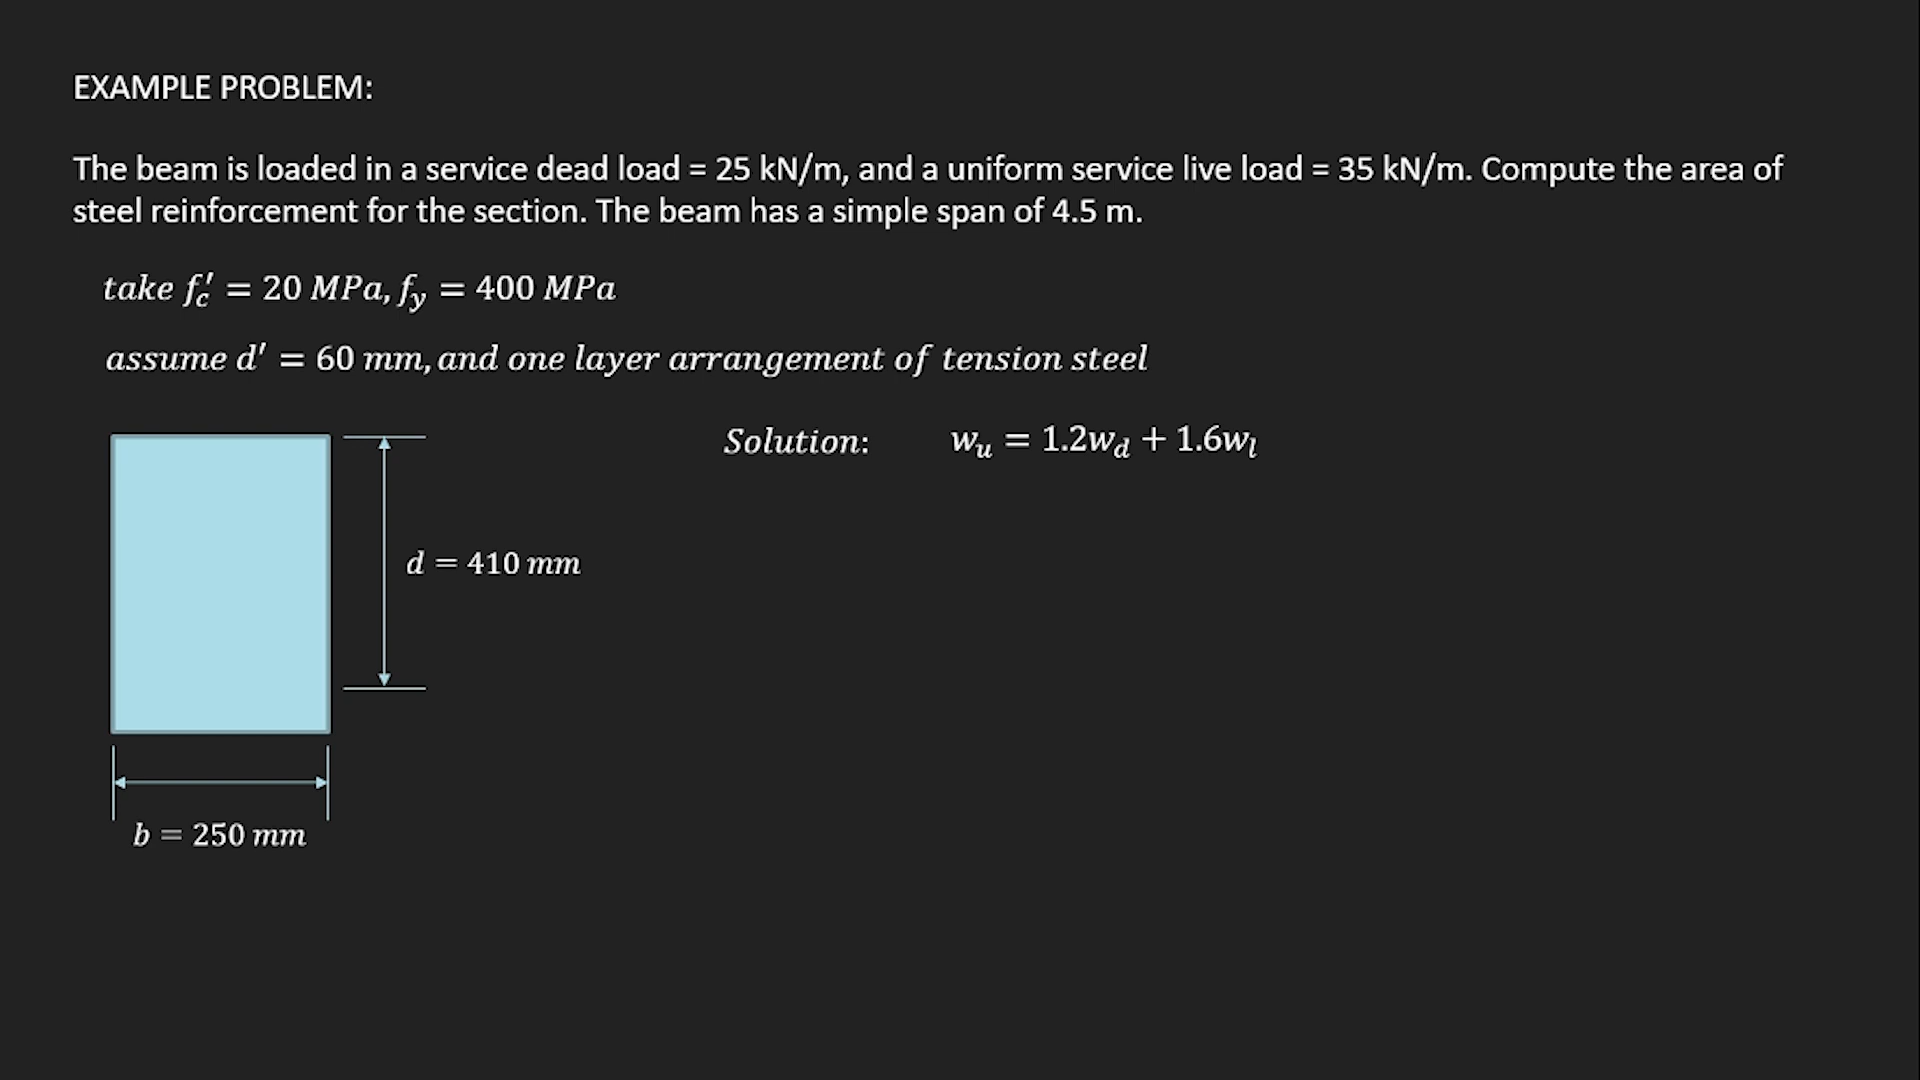 EXAMPLE PROBLEM:
The beam is loaded in a service dead load = 25 kN/m, and a uniform service live load = 35 kN/m. Compute the area of
steel reinforcement for the section. The beam has a simple span of 4.5 m.
take f′c = 20 MPa, fy = 400 MPa
assume d′ = 60 mm, and one layer arrangement of tension steel
Solution: wu = 1.2wd + 1.6wl
d = 410 mm
b = 250 mm